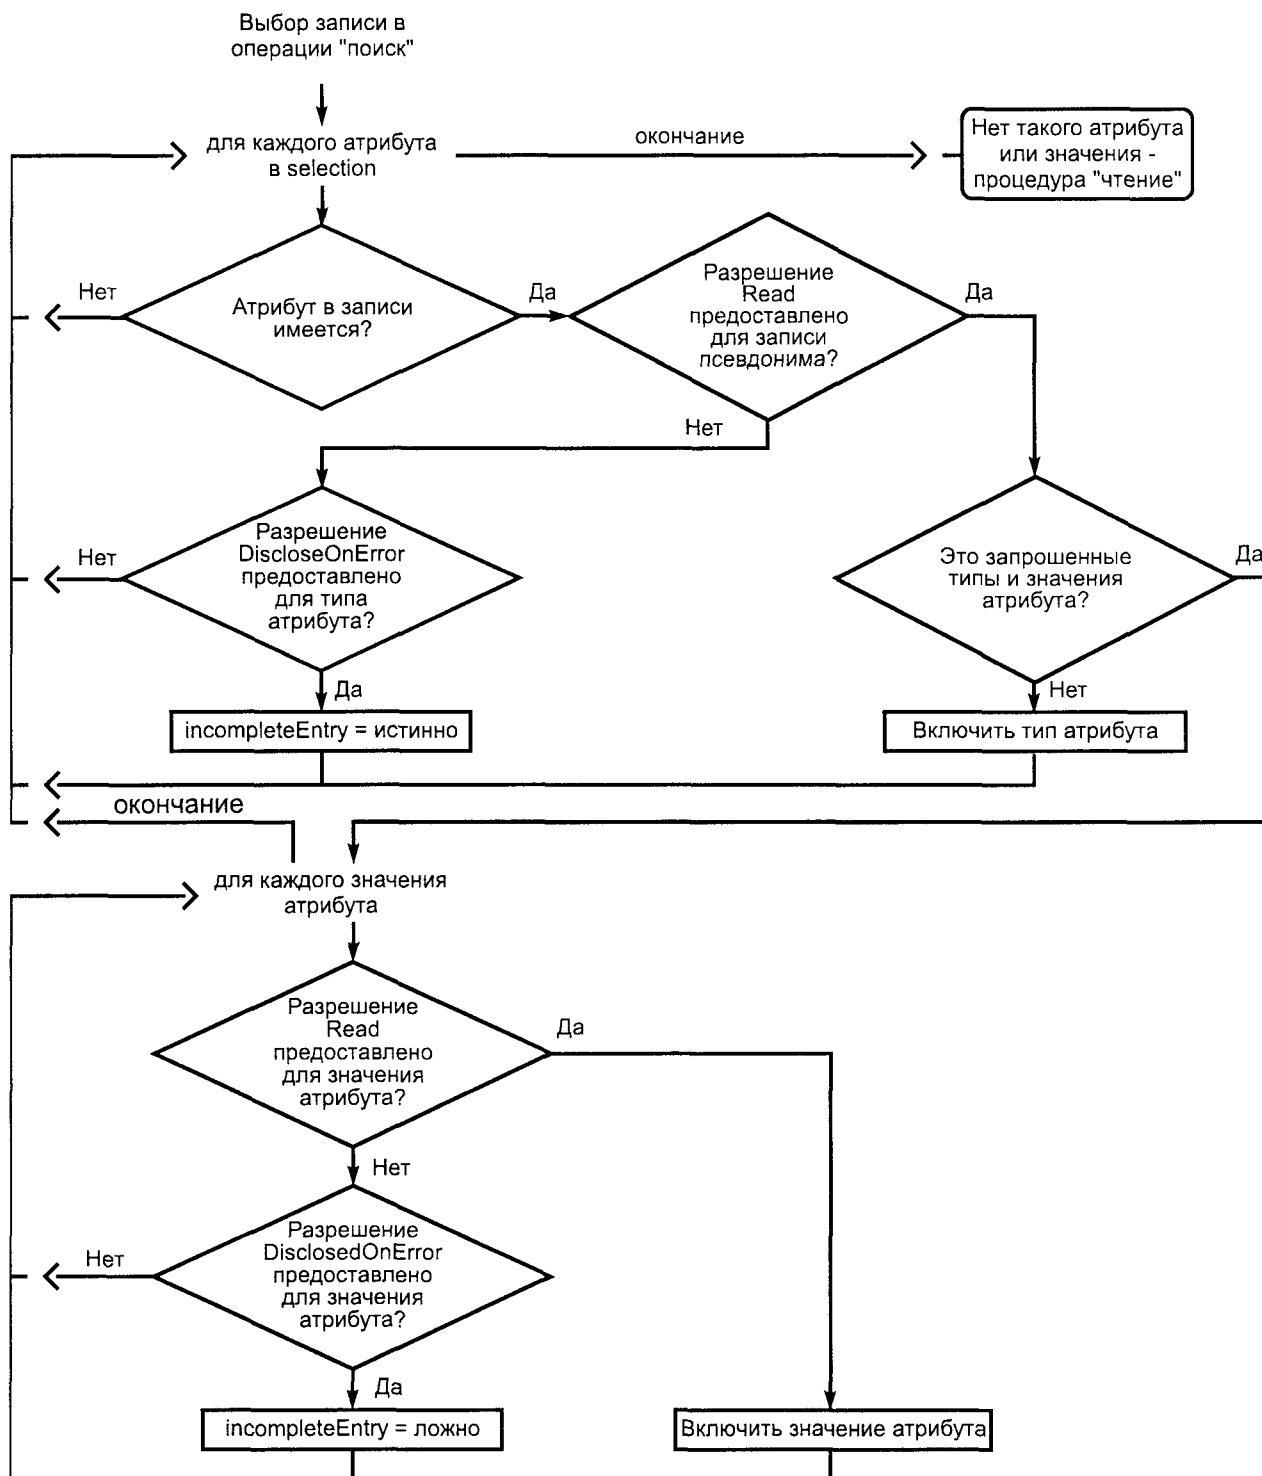 Выбор записи в
операции "поиск"
для каждого атрибута
в selection
окончание
Нет такого атрибута
или значения -
процедура "чтение"
Нет
Атрибут в записи
имеется?
Да
Разрешение
Read
предоставлено
для записи
псевдонима?
Да
Нет
Нет
Разрешение
DiscloseOnError
предоставлено
для типа
атрибута?
Это запрошенные
типы и значения
атрибута?
Да
Да
Нет
incompleteEntry = истинно
Включить тип атрибута
окончание
для каждого значения
атрибута
Разрешение
Read
предоставлено
для значения
атрибута?
Да
Нет
Нет
Разрешение
DisclosedOnError
предоставлено
для значения
атрибута?
Да
incompleteEntry = ложно
Включить значение атрибута